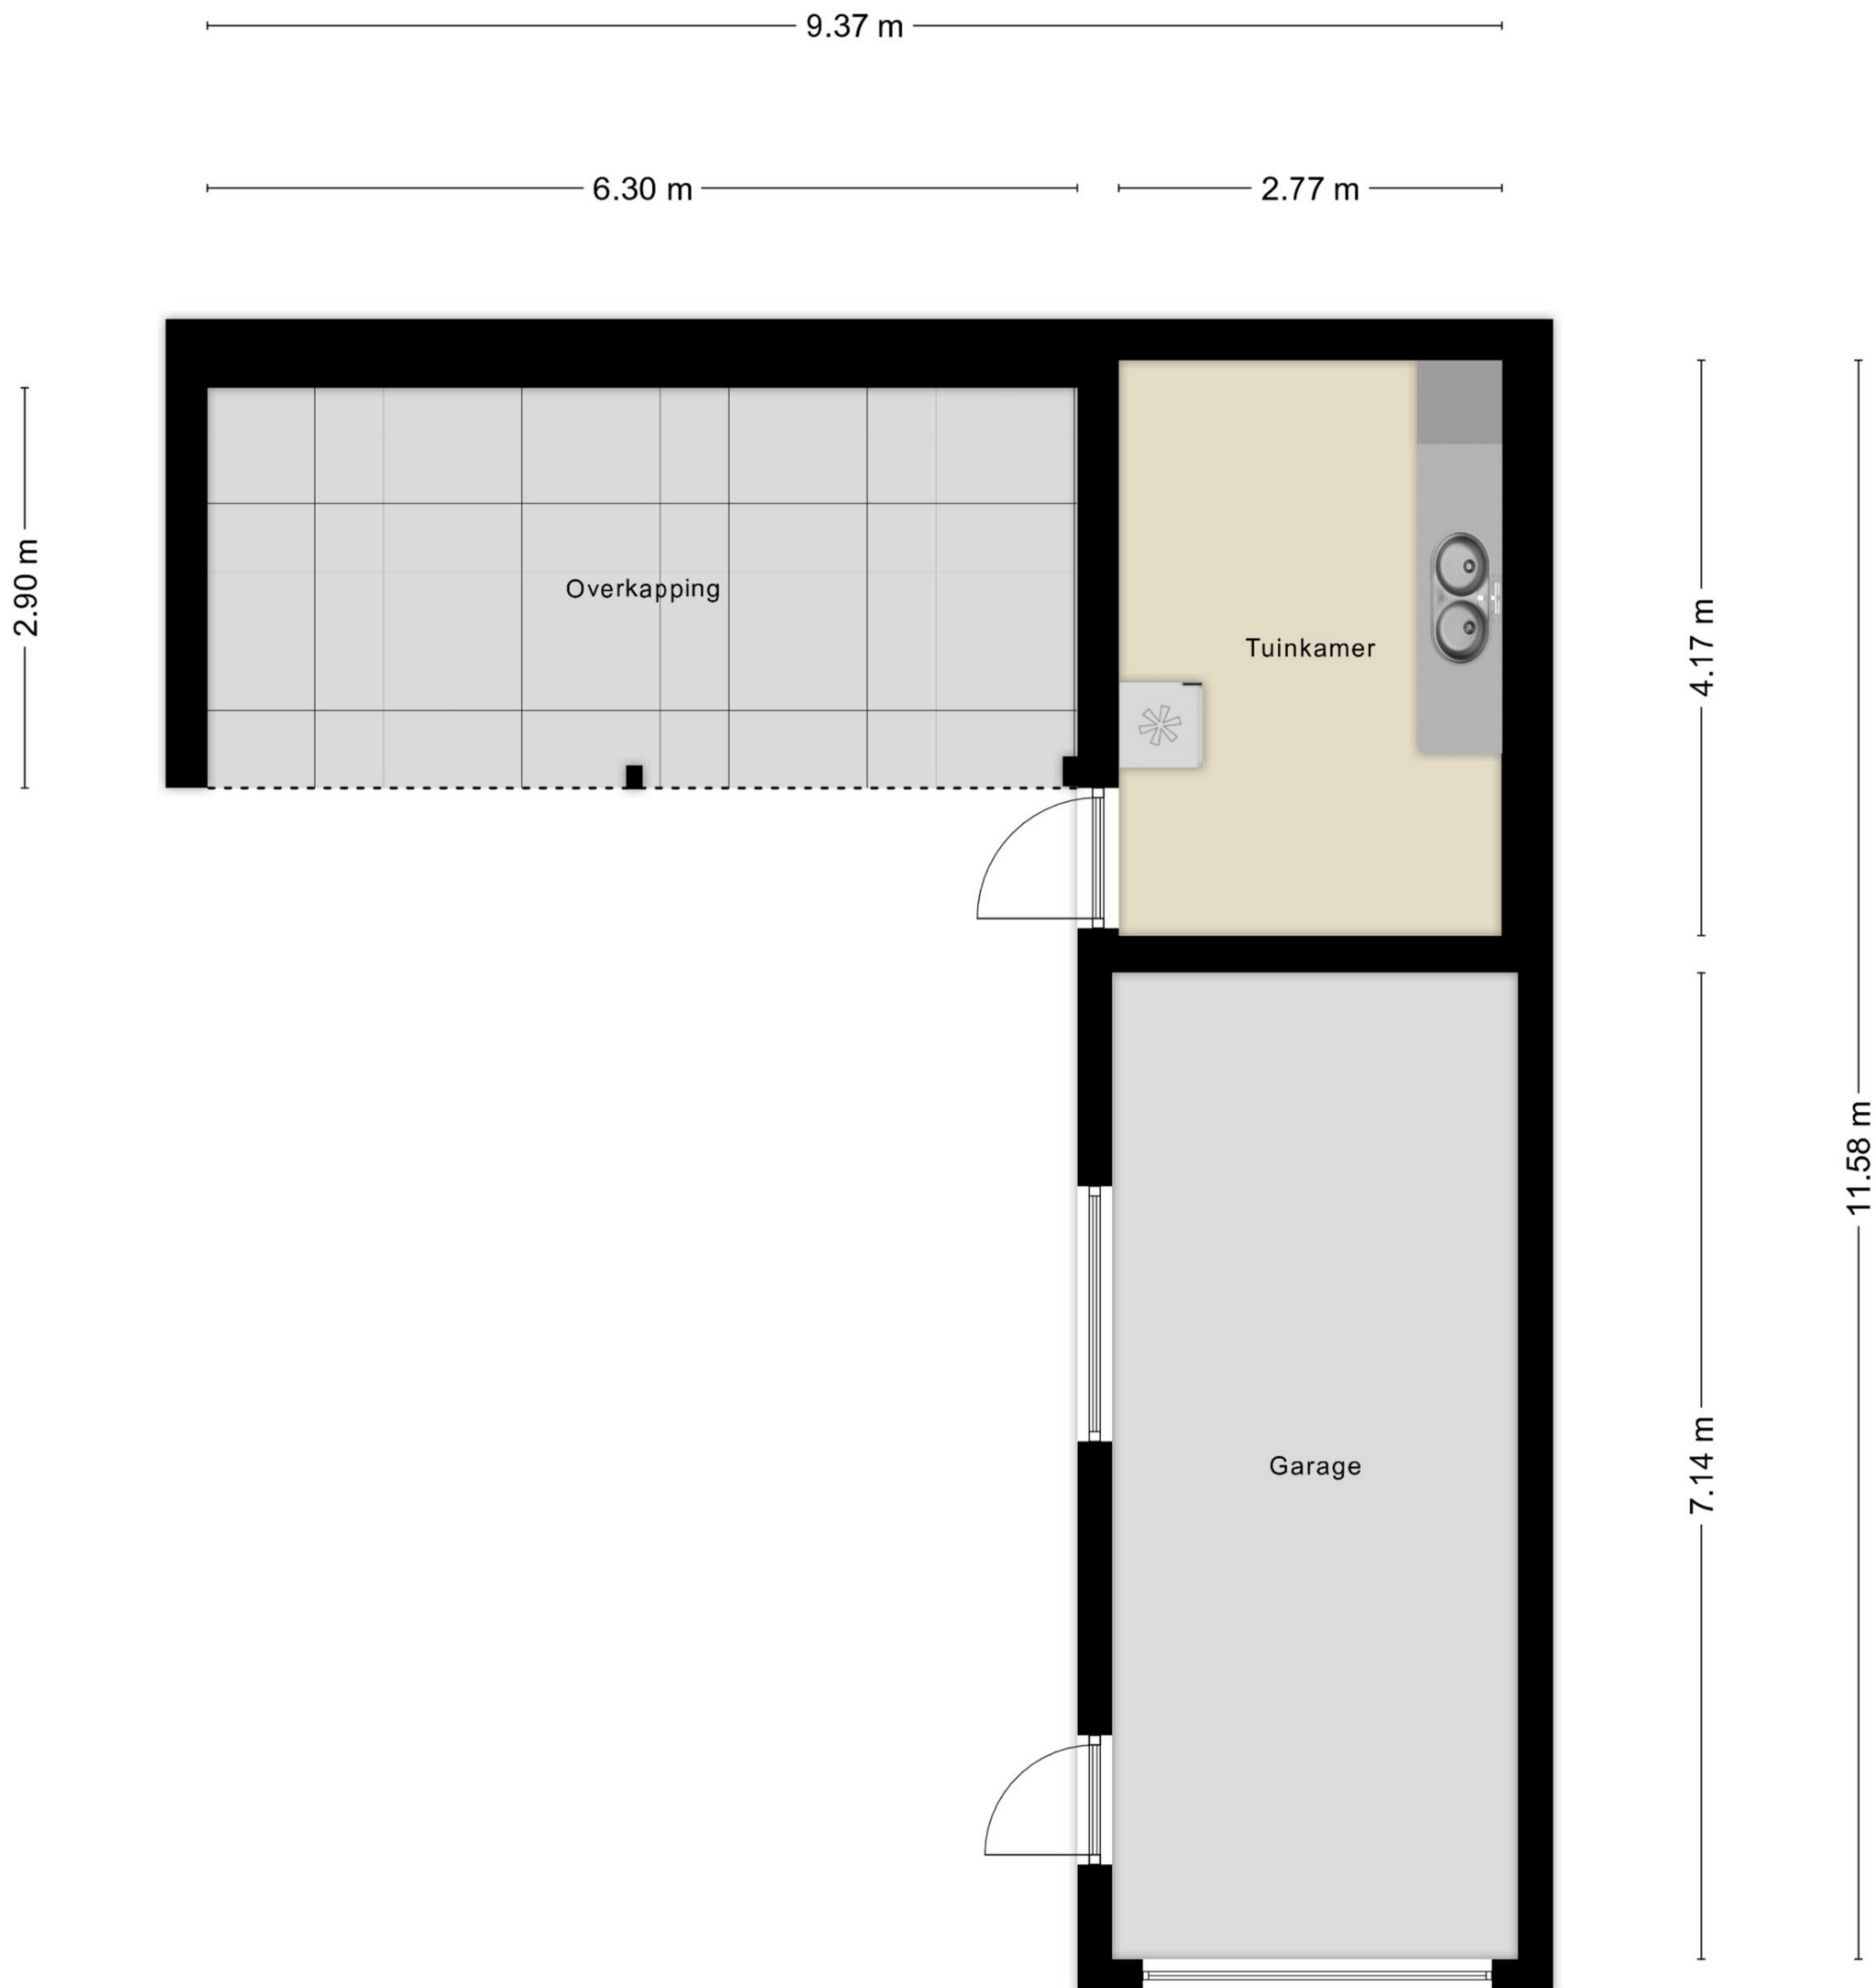 9.37 m
6.30 m
2.77 m
2.90 m
Overkapping
Tuinkamer
4.17 m
11.58 m
Garage
7.14 m